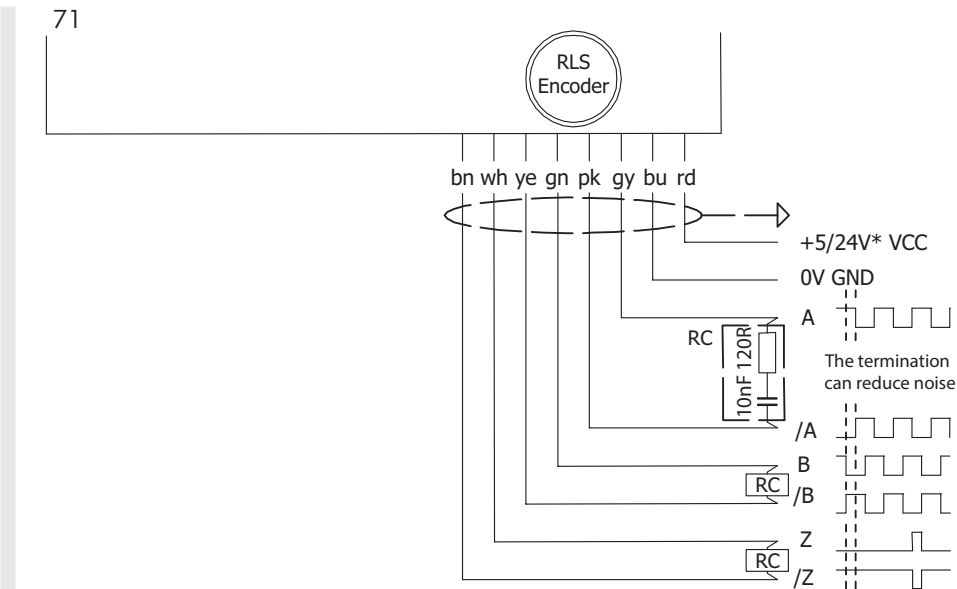 71
RLS
Encoder
bn wh ye gn pk gy bu rd
+5/24V* VCC
0V GND
A
RC
120R
10nF
The termination
can reduce noise
/A
B
RC
/B
Z
RC
/Z